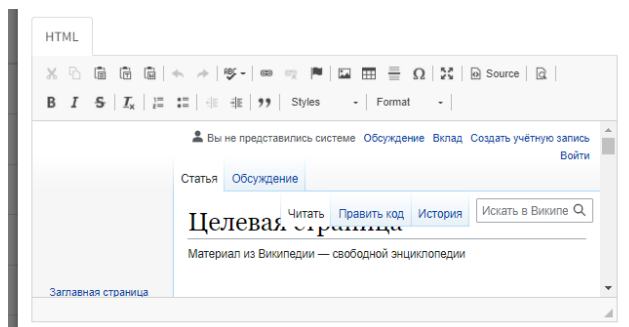 HTML
Source
Styles
Format
Вы не представились системе Обсуждение Вклад Создать учётную запись
Войти
Статья Обсуждение
Читать Править код История Искать в Википе
Целевая страница
Материал из Википедии — свободной энциклопедии
Заглавная страница